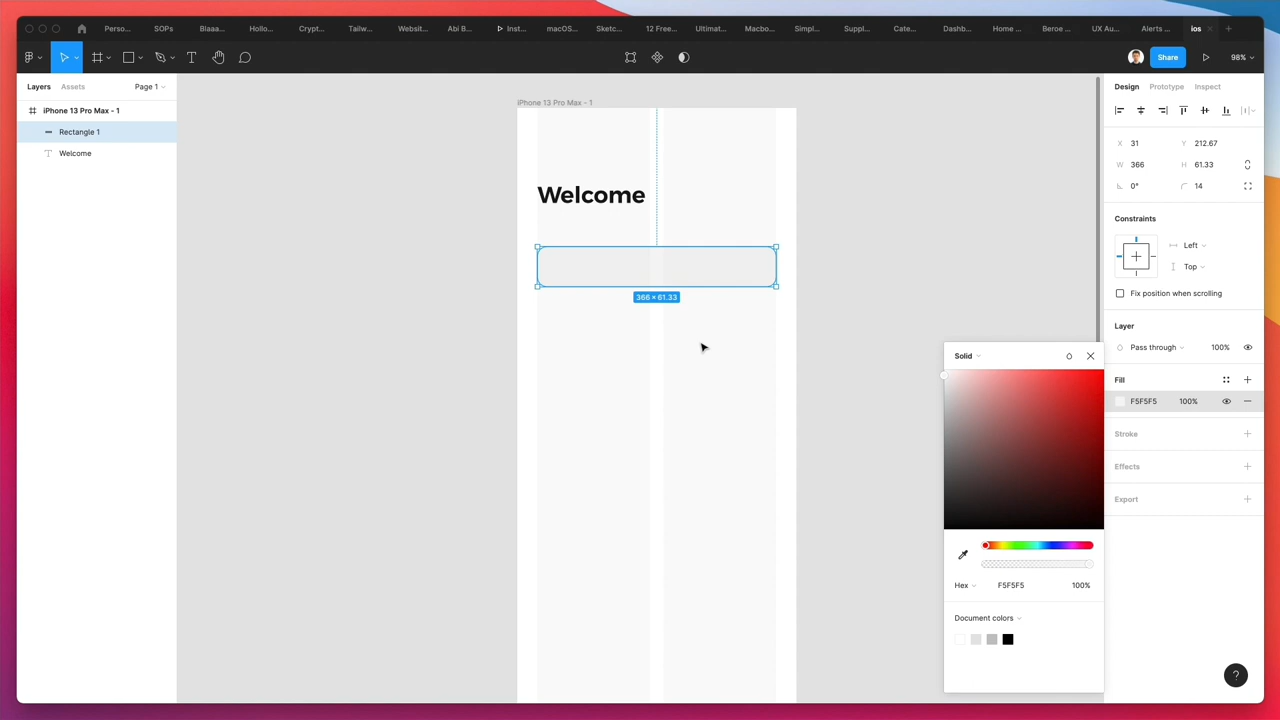 Perso... SOPs Blaaa... Hollo... Crypt... Tailw... Websit... Abi B... Inst... macOS... Sketc... 12 Free... Ultimat... Macbo... Simpl... Suppl... Cate... Dashb... Home ... Beroe ... UX Au... Alerts ... ios
Share 98%
Layers Assets Page 1
iPhone 13 Pro Max - 1
Rectangle 1
Welcome
iPhone 13 Pro Max - 1
Welcome
366 × 61.33
Design Prototype Inspect
X 31 Y 212.67
W 366 H 61.33
0° 14
Constraints
Left
Top
Fix position when scrolling
Layer
Pass through 100%
Fill
F5F5F5 100%
Stroke
Effects
Export
Solid
Hex F5F5F5 100%
Document colors
?